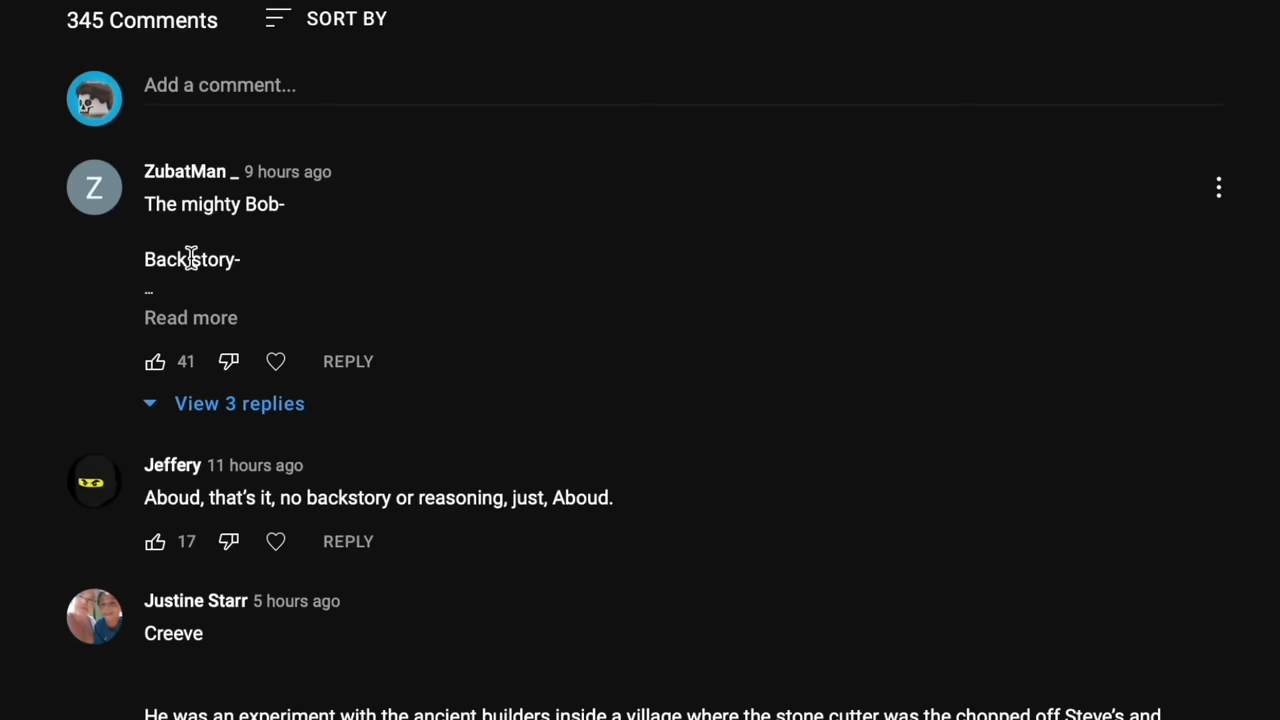 345 Comments
SORT BY
Add a comment...
Z
ZubatMan _ 9 hours ago
The mighty Bob-
Backstory-
…
Read more
41
REPLY
View 3 replies
Jeffery 11 hours ago
Aboud, that's it, no backstory or reasoning, just, Aboud.
17
REPLY
Justine Starr 5 hours ago
Creeve
He was an experiment with the ancient builders inside a village where the stone cutter was the chopped off Steve's and